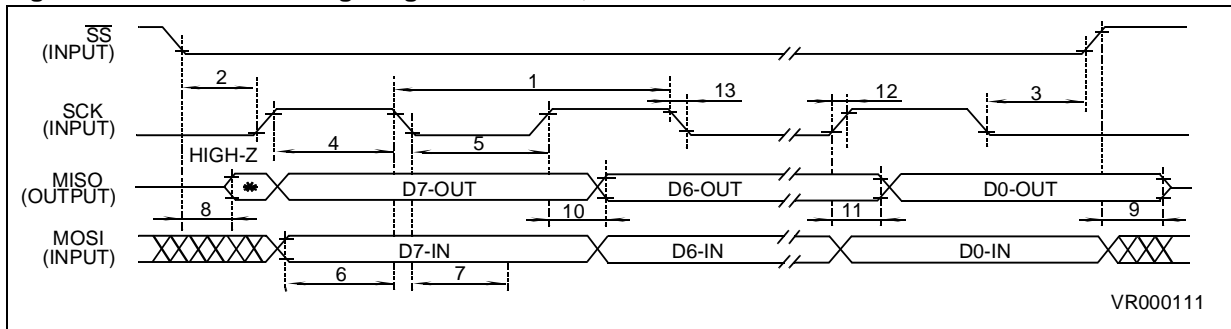 SS
(INPUT)
2
1
13
12
3
SCK
(INPUT)
4
5
HIGH-Z
MISO
(OUTPUT)
*
D7-OUT
D6-OUT
D0-OUT
8
10
11
9
MOSI
(INPUT)
D7-IN
D6-IN
D0-IN
6
7
VR000111